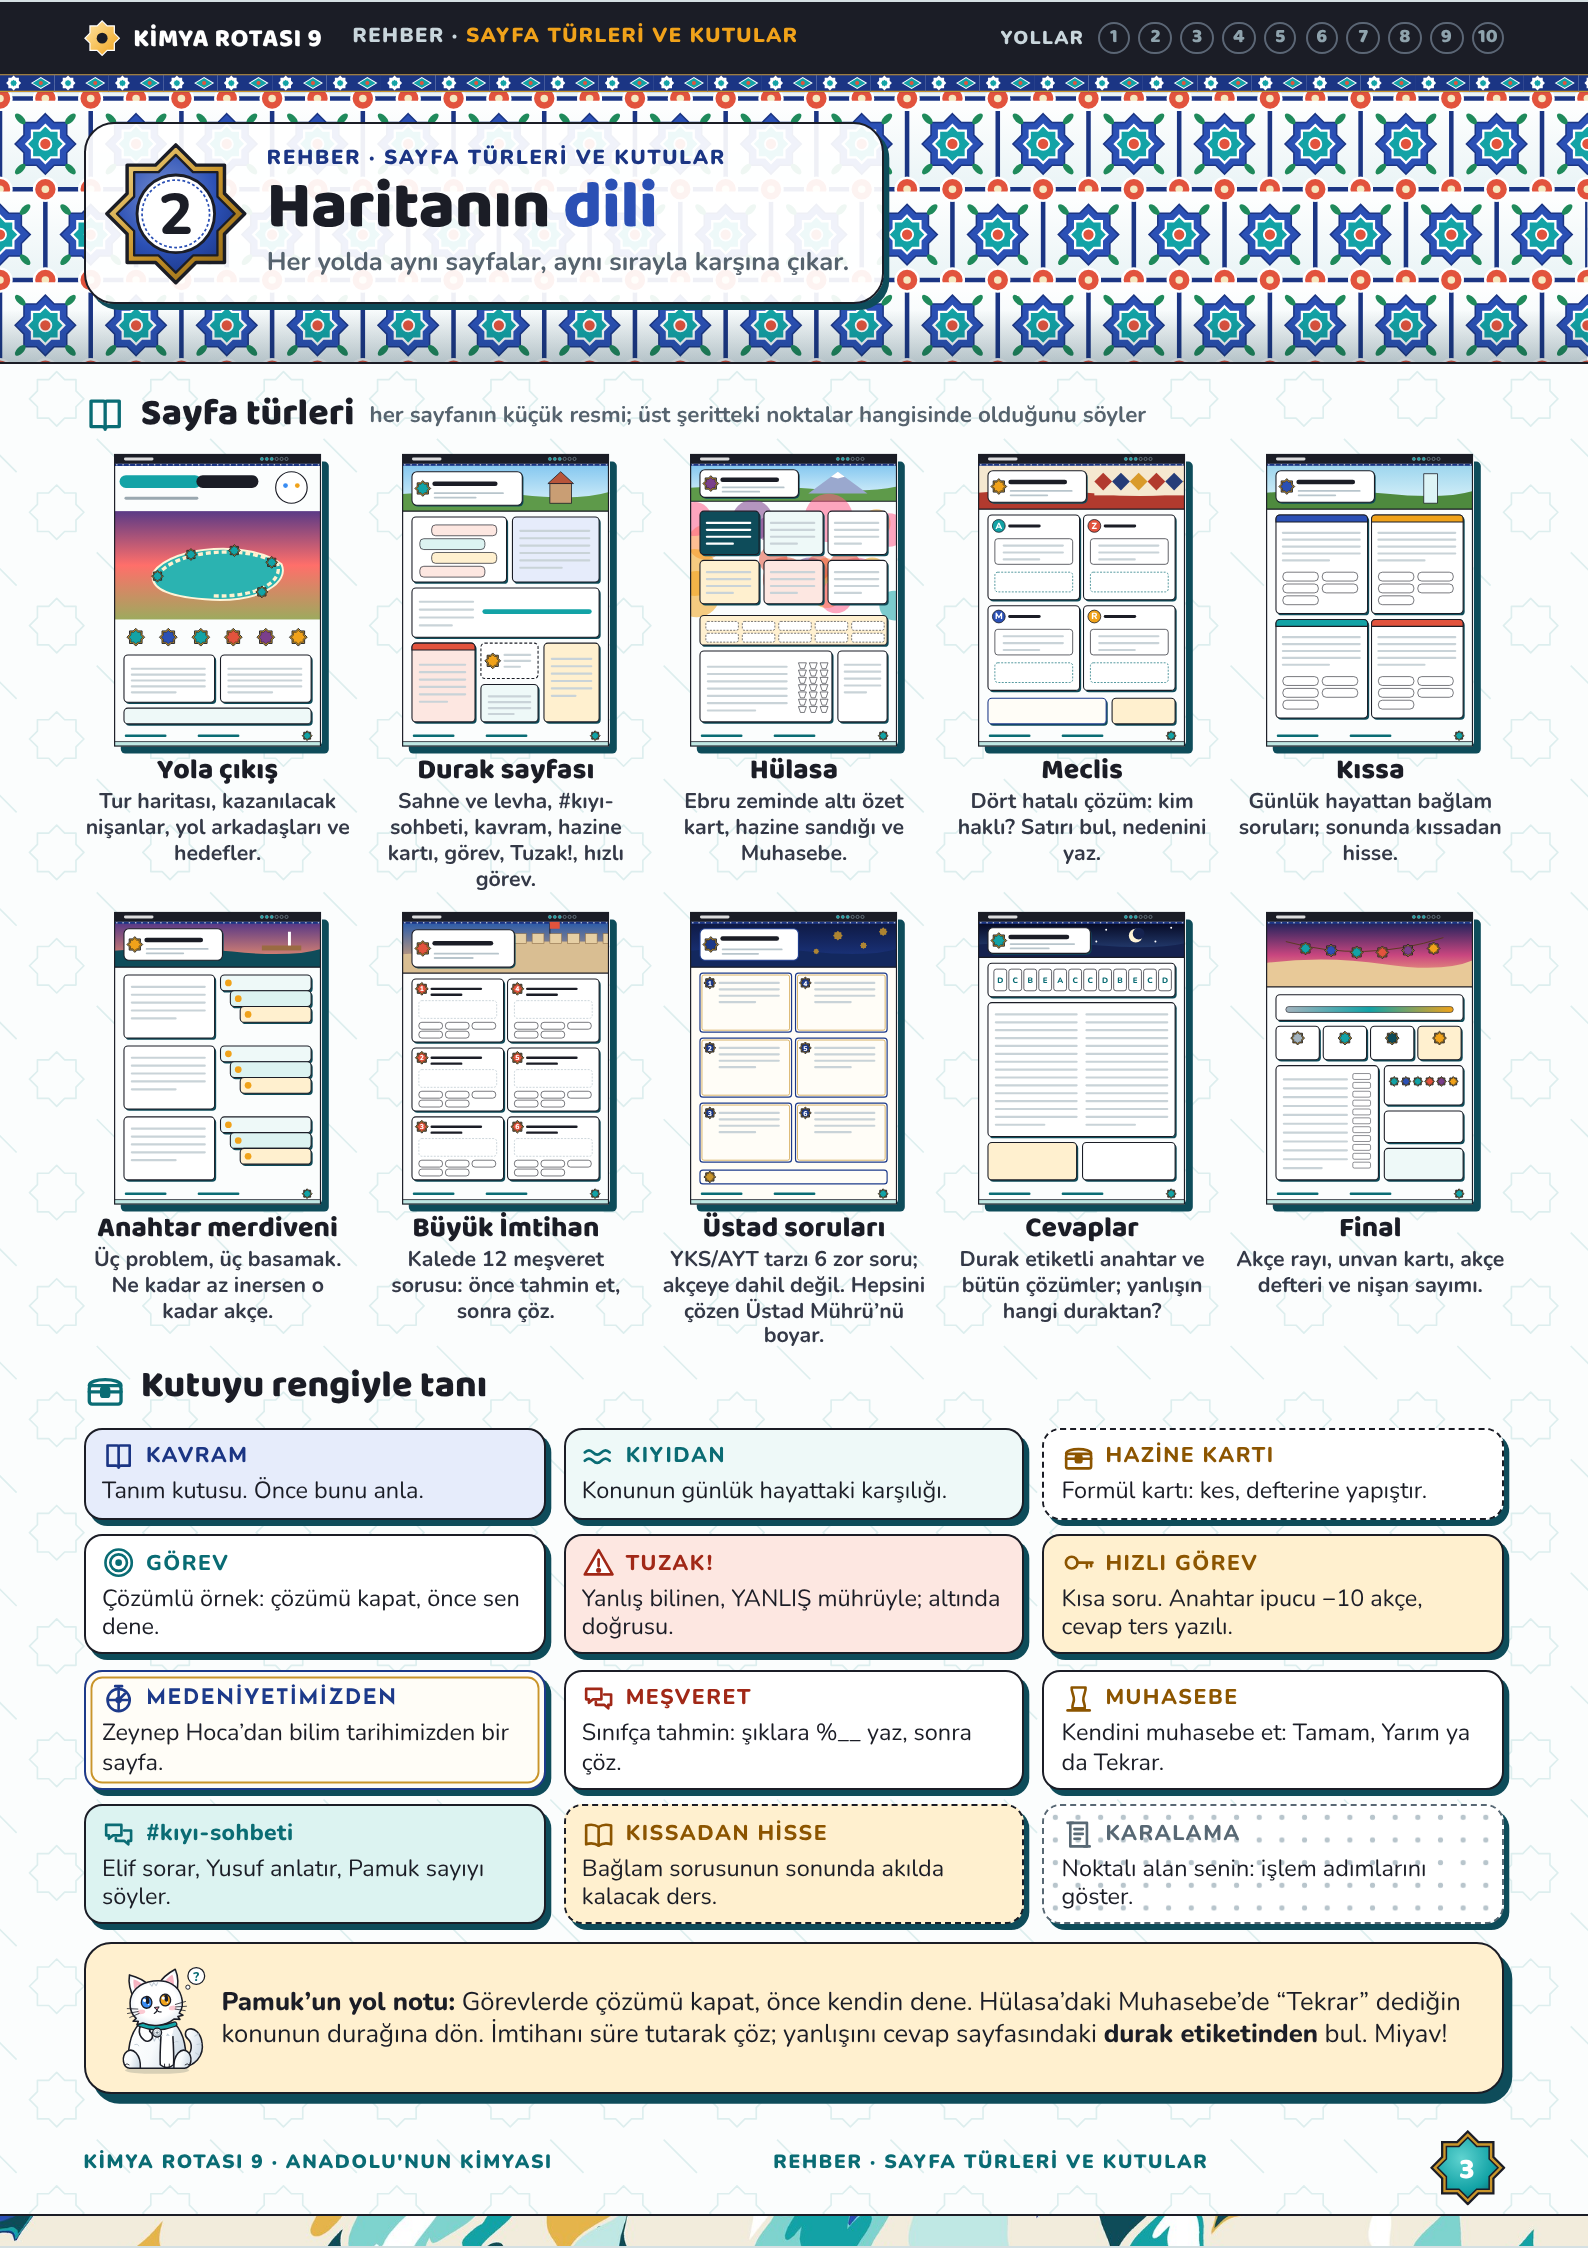 KİMYA ROTASI 9 REHBER · SAYFA TÜRLERİ VE KUTULAR YOLLAR 1 2 3 4 5 6 7 8 9 10
REHBER · SAYFA TÜRLERİ VE KUTULAR
2
Haritanın dili
Her yolda aynı sayfalar, aynı sırayla karşına çıkar.
Sayfa türleri her sayfanın küçük resmi; üst şeritteki noktalar hangisinde olduğunu söyler
A Z
M R
Yola çıkış
Tur haritası, kazanılacak
nişanlar, yol arkadaşları ve
hedefler.
Durak sayfası
Sahne ve levha, #kıyı-
sohbeti, kavram, hazine
kartı, görev, Tuzak!, hızlı
görev.
Hülasa
Ebru zeminde altı özet
kart, hazine sandığı ve
Muhasebe.
Meclis
Dört hatalı çözüm: kim
haklı? Satırı bul, nedenini
yaz.
Kıssa
Günlük hayattan bağlam
soruları; sonunda kıssadan
hisse.
1 4
2 5
3 6
1 4
2 5
3 6
D C B E A C C D B E C D
Anahtar merdiveni
Üç problem, üç basamak.
Ne kadar az inersen o
kadar akçe.
Büyük İmtihan
Kalede 12 meşveret
sorusu: önce tahmin et,
sonra çöz.
Üstad soruları
YKS/AYT tarzı 6 zor soru;
akçeye dahil değil. Hepsini
çözen Üstad Mührü’nü
boyar.
Cevaplar
Durak etiketli anahtar ve
bütün çözümler; yanlışın
hangi duraktan?
Final
Akçe rayı, unvan kartı, akçe
defteri ve nişan sayımı.
Kutuyu rengiyle tanı
KAVRAM
Tanım kutusu. Önce bunu anla.
KIYIDAN
Konunun günlük hayattaki karşılığı.
HAZİNE KARTI
Formül kartı: kes, defterine yapıştır.
GÖREV
Çözümlü örnek: çözümü kapat, önce sen
dene.
TUZAK!
Yanlış bilinen, YANLIŞ mührüyle; altında
doğrusu.
HIZLI GÖREV
Kısa soru. Anahtar ipucu −10 akçe,
cevap ters yazılı.
MEDENİYETİMİZDEN
Zeynep Hoca’dan bilim tarihimizden bir
sayfa.
MEŞVERET
Sınıfça tahmin: şıklara %__ yaz, sonra
çöz.
MUHASEBE
Kendini muhasebe et: Tamam, Yarım ya
da Tekrar.
#kıyı-sohbeti
Elif sorar, Yusuf anlatır, Pamuk sayıyı
söyler.
KISSADAN HİSSE
Bağlam sorusunun sonunda akılda
kalacak ders.
KARALAMA
Noktalı alan senin: işlem adımlarını
göster.
?
Pamuk’un yol notu: Görevlerde çözümü kapat, önce kendin dene. Hülasa’daki Muhasebe’de “Tekrar” dediğin
konunun durağına dön. İmtihanı süre tutarak çöz; yanlışını cevap sayfasındaki durak etiketinden bul. Miyav!
KİMYA ROTASI 9 · ANADOLU'NUN KİMYASI REHBER · SAYFA TÜRLERİ VE KUTULAR 3